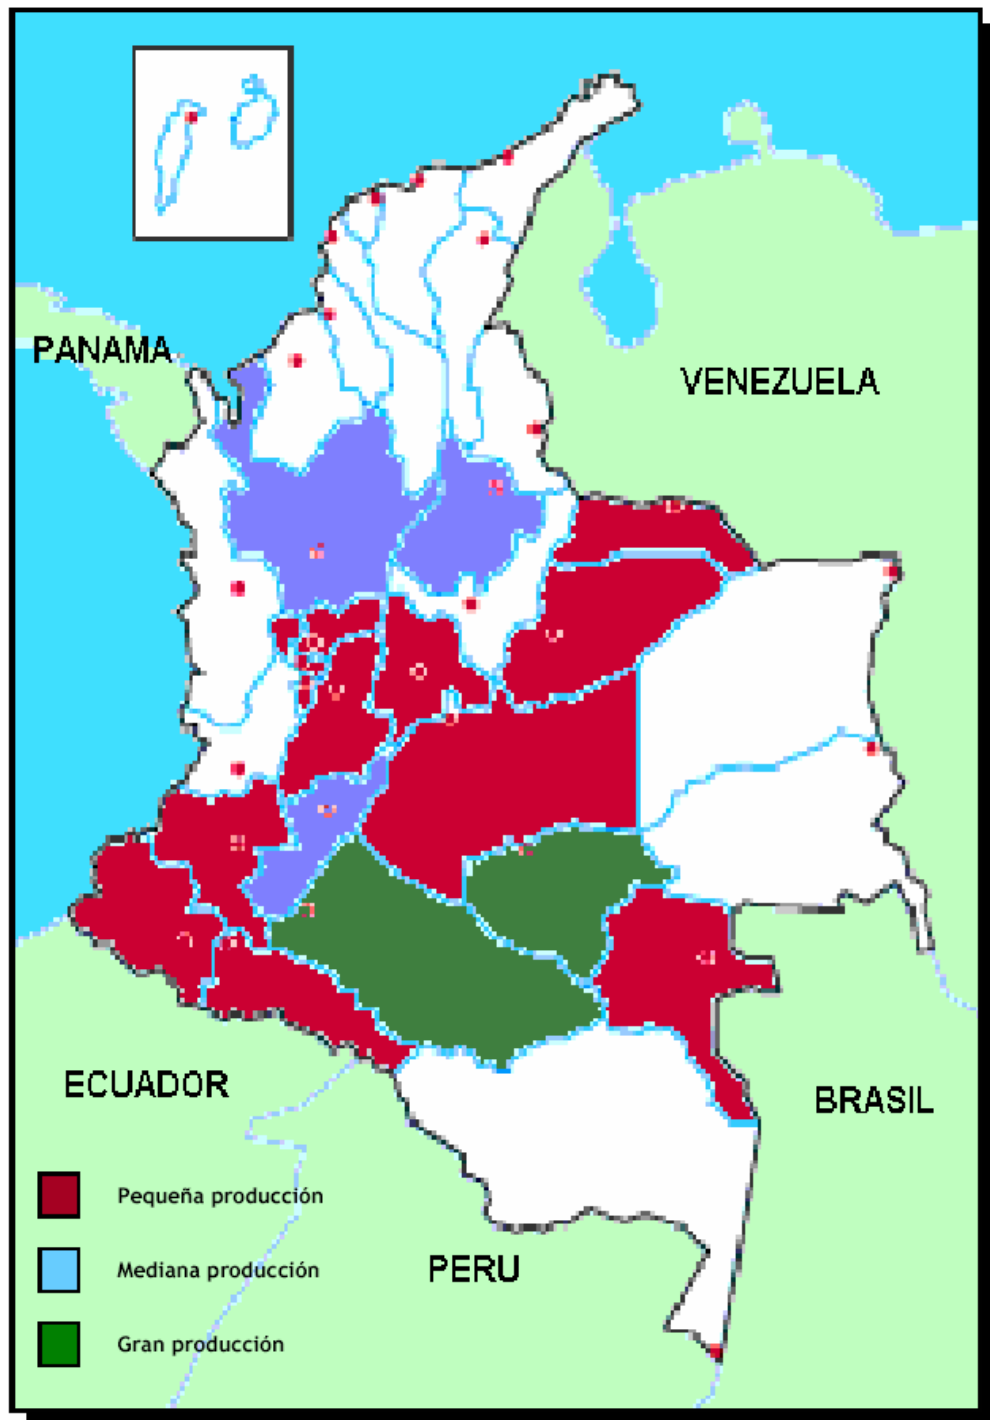 PANAMA
VENEZUELA
ECUADOR
BRASIL
Pequeña producción
Mediana producción
PERU
Gran producción